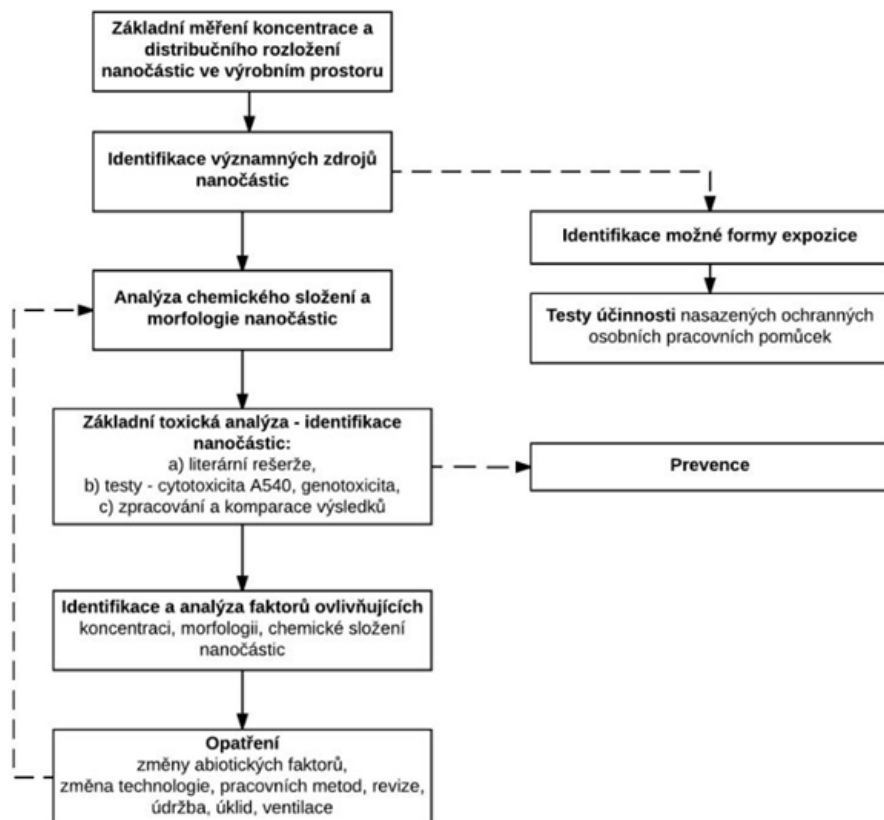 Základní měření koncentrace a
distribučního rozložení
nanočástic ve výrobním prostoru
Identifikace významných zdrojů
nanočástic
Identifikace možné formy expozice
Analýza chemického složení a
morfologie nanočástic
Testy účinnosti nasazených ochranných
osobních pracovních pomůcek
Základní toxická analýza - identifikace
nanočástic:
a) literární rešerže,
b) testy - cytotoxicita A540, genotoxicita,
c) zpracování a komparace výsledků
Prevence
Identifikace a analýza faktorů ovlivňujících
koncentraci, morfologii, chemické složení
nanočástic
Opatření
změny abiotických faktorů,
změna technologie, pracovních metod, revize,
údržba, úklid, ventilace